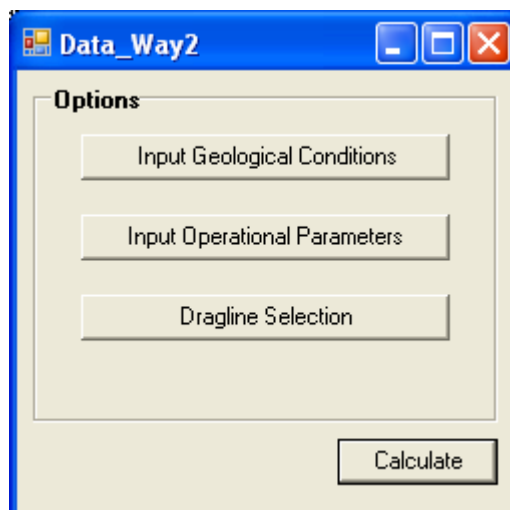 Data_Way2
Options
Input Geological Conditions
Input Operational Parameters
Dragline Selection
Calculate